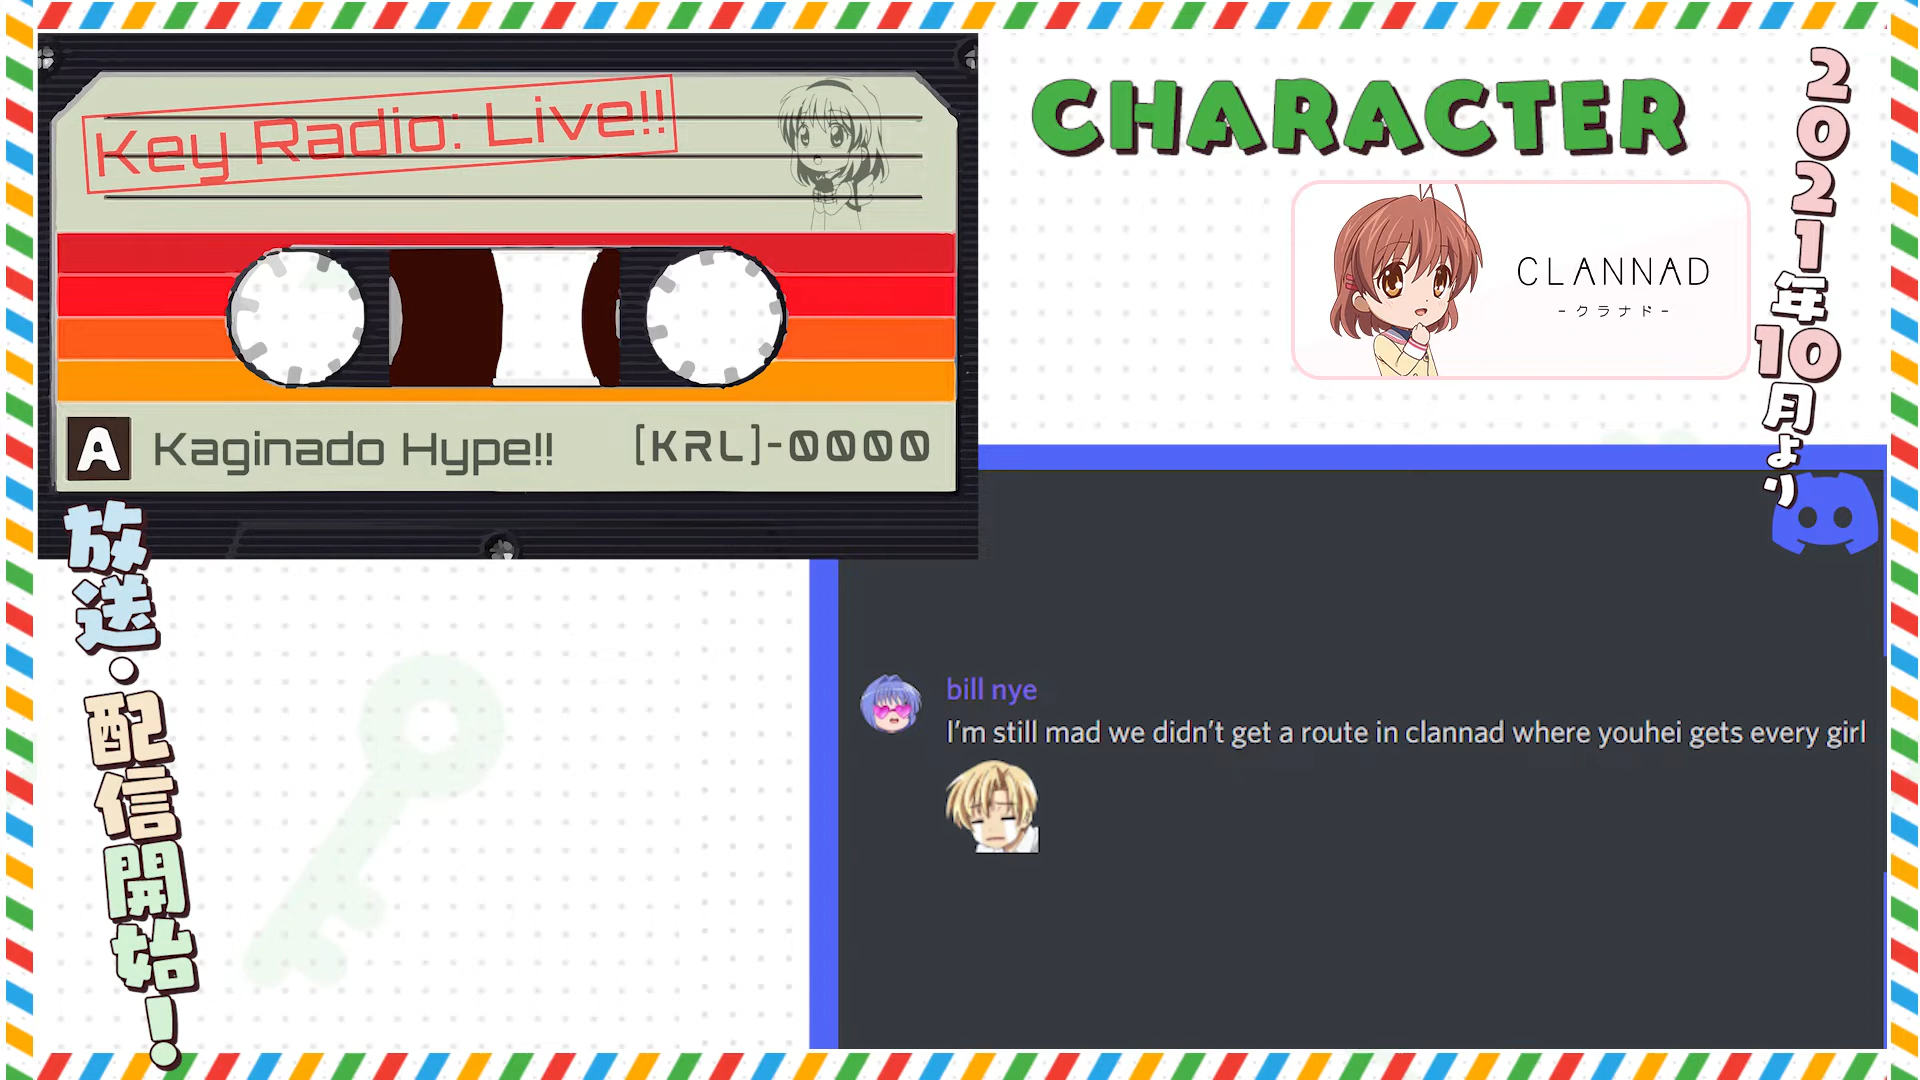 Key Radio: Live!!
A Kaginado Hype!! [KRL]-0000
CHARACTER
CLANNAD
-クラナド-
2021年10月より
放送・配信開始!
bill nye
I'm still mad we didn't get a route in clannad where youhei gets every girl